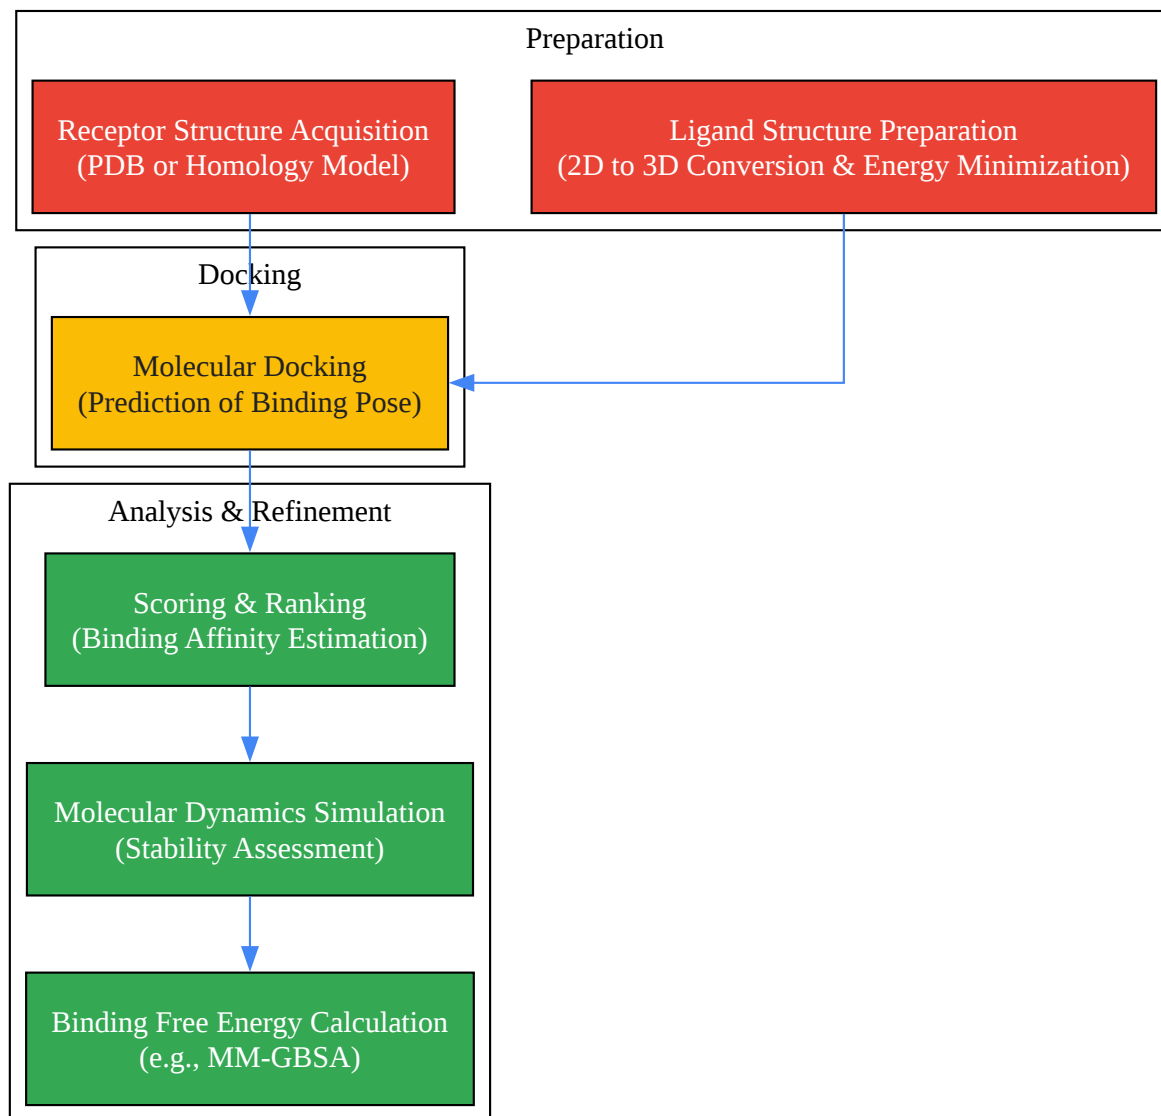 Preparation
Receptor Structure Acquisition
(PDB or Homology Model)
Ligand Structure Preparation
(2D to 3D Conversion & Energy Minimization)
Docking
Molecular Docking
(Prediction of Binding Pose)
Analysis & Refinement
Scoring & Ranking
(Binding Affinity Estimation)
Molecular Dynamics Simulation
(Stability Assessment)
Binding Free Energy Calculation
(e.g., MM-GBSA)